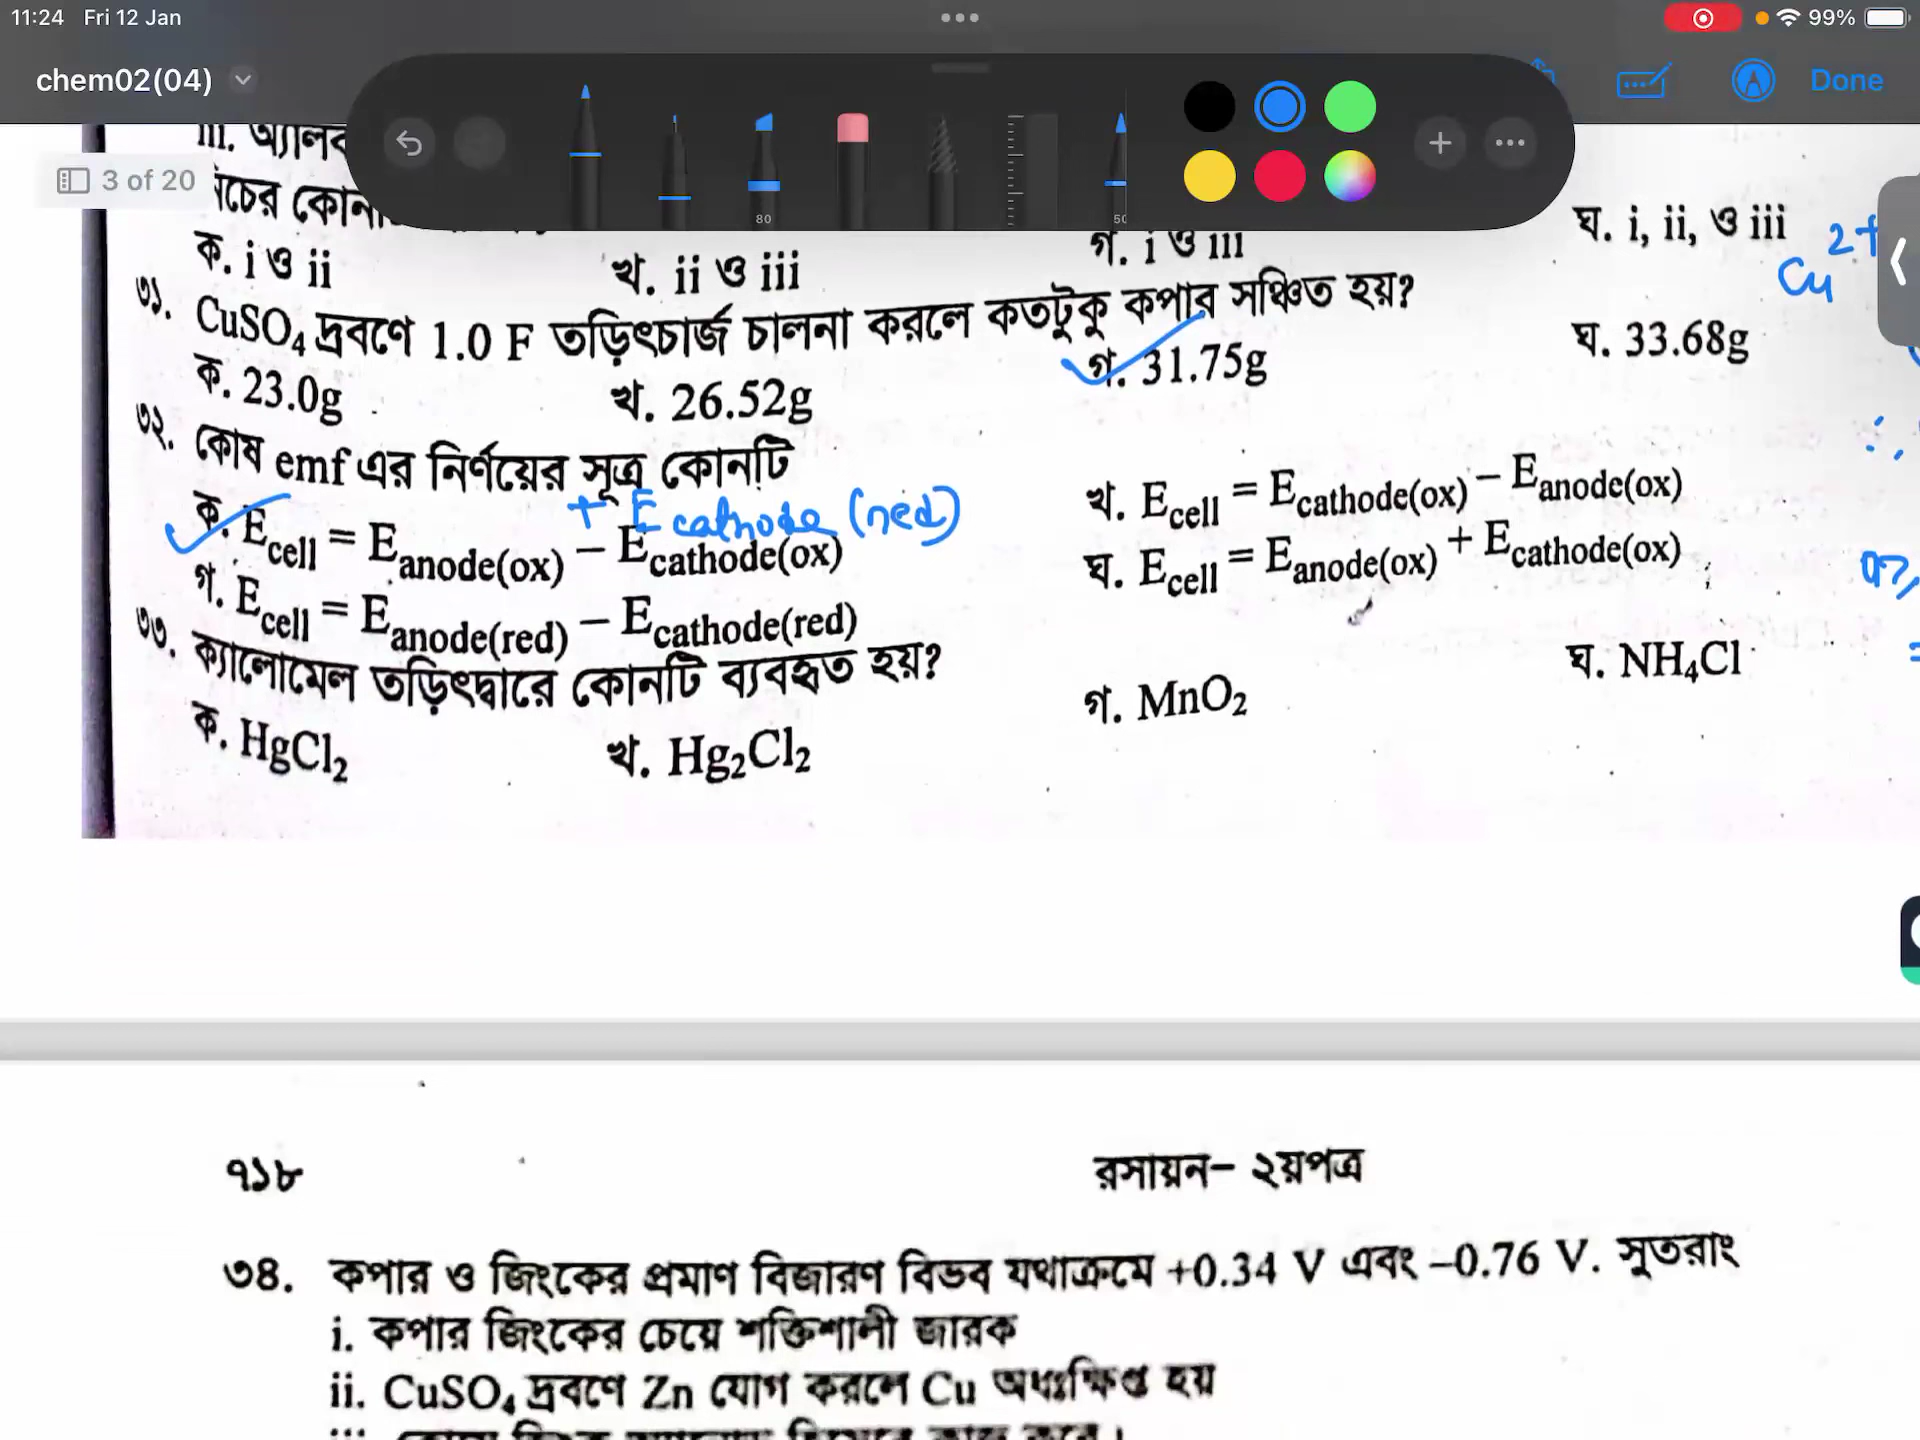 11:24 Fri 12 Jan
99%
chem02(04)
Done
80
50
3 of 20
iii.
ক. i ও ii
খ. ii ও iii
গ. i ও iii
ঘ. i, ii, ও iii
Cu 2+
৩১. CuSO₄ দ্রবণে 1.0 F তড়িৎচার্জ চালনা করলে কতটুকু কপার সঞ্চিত হয়?
ক. 23.0g
খ. 26.52g
গ. 31.75g
ঘ. 33.68g
৩২. কোষ emf এর নির্ণয়ের সূত্র কোনটি
+ E cathode (red)
ক. Ecell = Eanode(ox) – Ecathode(ox)
খ. Ecell = Ecathode(ox) – Eanode(ox)
গ. Ecell = Eanode(red) – Ecathode(red)
ঘ. Ecell = Eanode(ox) + Ecathode(ox)
৩৩. ক্যালোমেল তড়িৎদ্বারে কোনটি ব্যবহৃত হয়?
ক. HgCl₂
খ. Hg₂Cl₂
গ. MnO₂
ঘ. NH₄Cl
৭১৮
রসায়ন– ২য়পত্র
৩৪. কপার ও জিংকের প্রমাণ বিজারণ বিভব যথাক্রমে +0.34 V এবং –0.76 V. সুতরাং
i. কপার জিংকের চেয়ে শক্তিশালী জারক
ii. CuSO₄ দ্রবণে Zn যোগ করলে Cu অধঃক্ষিপ্ত হয়